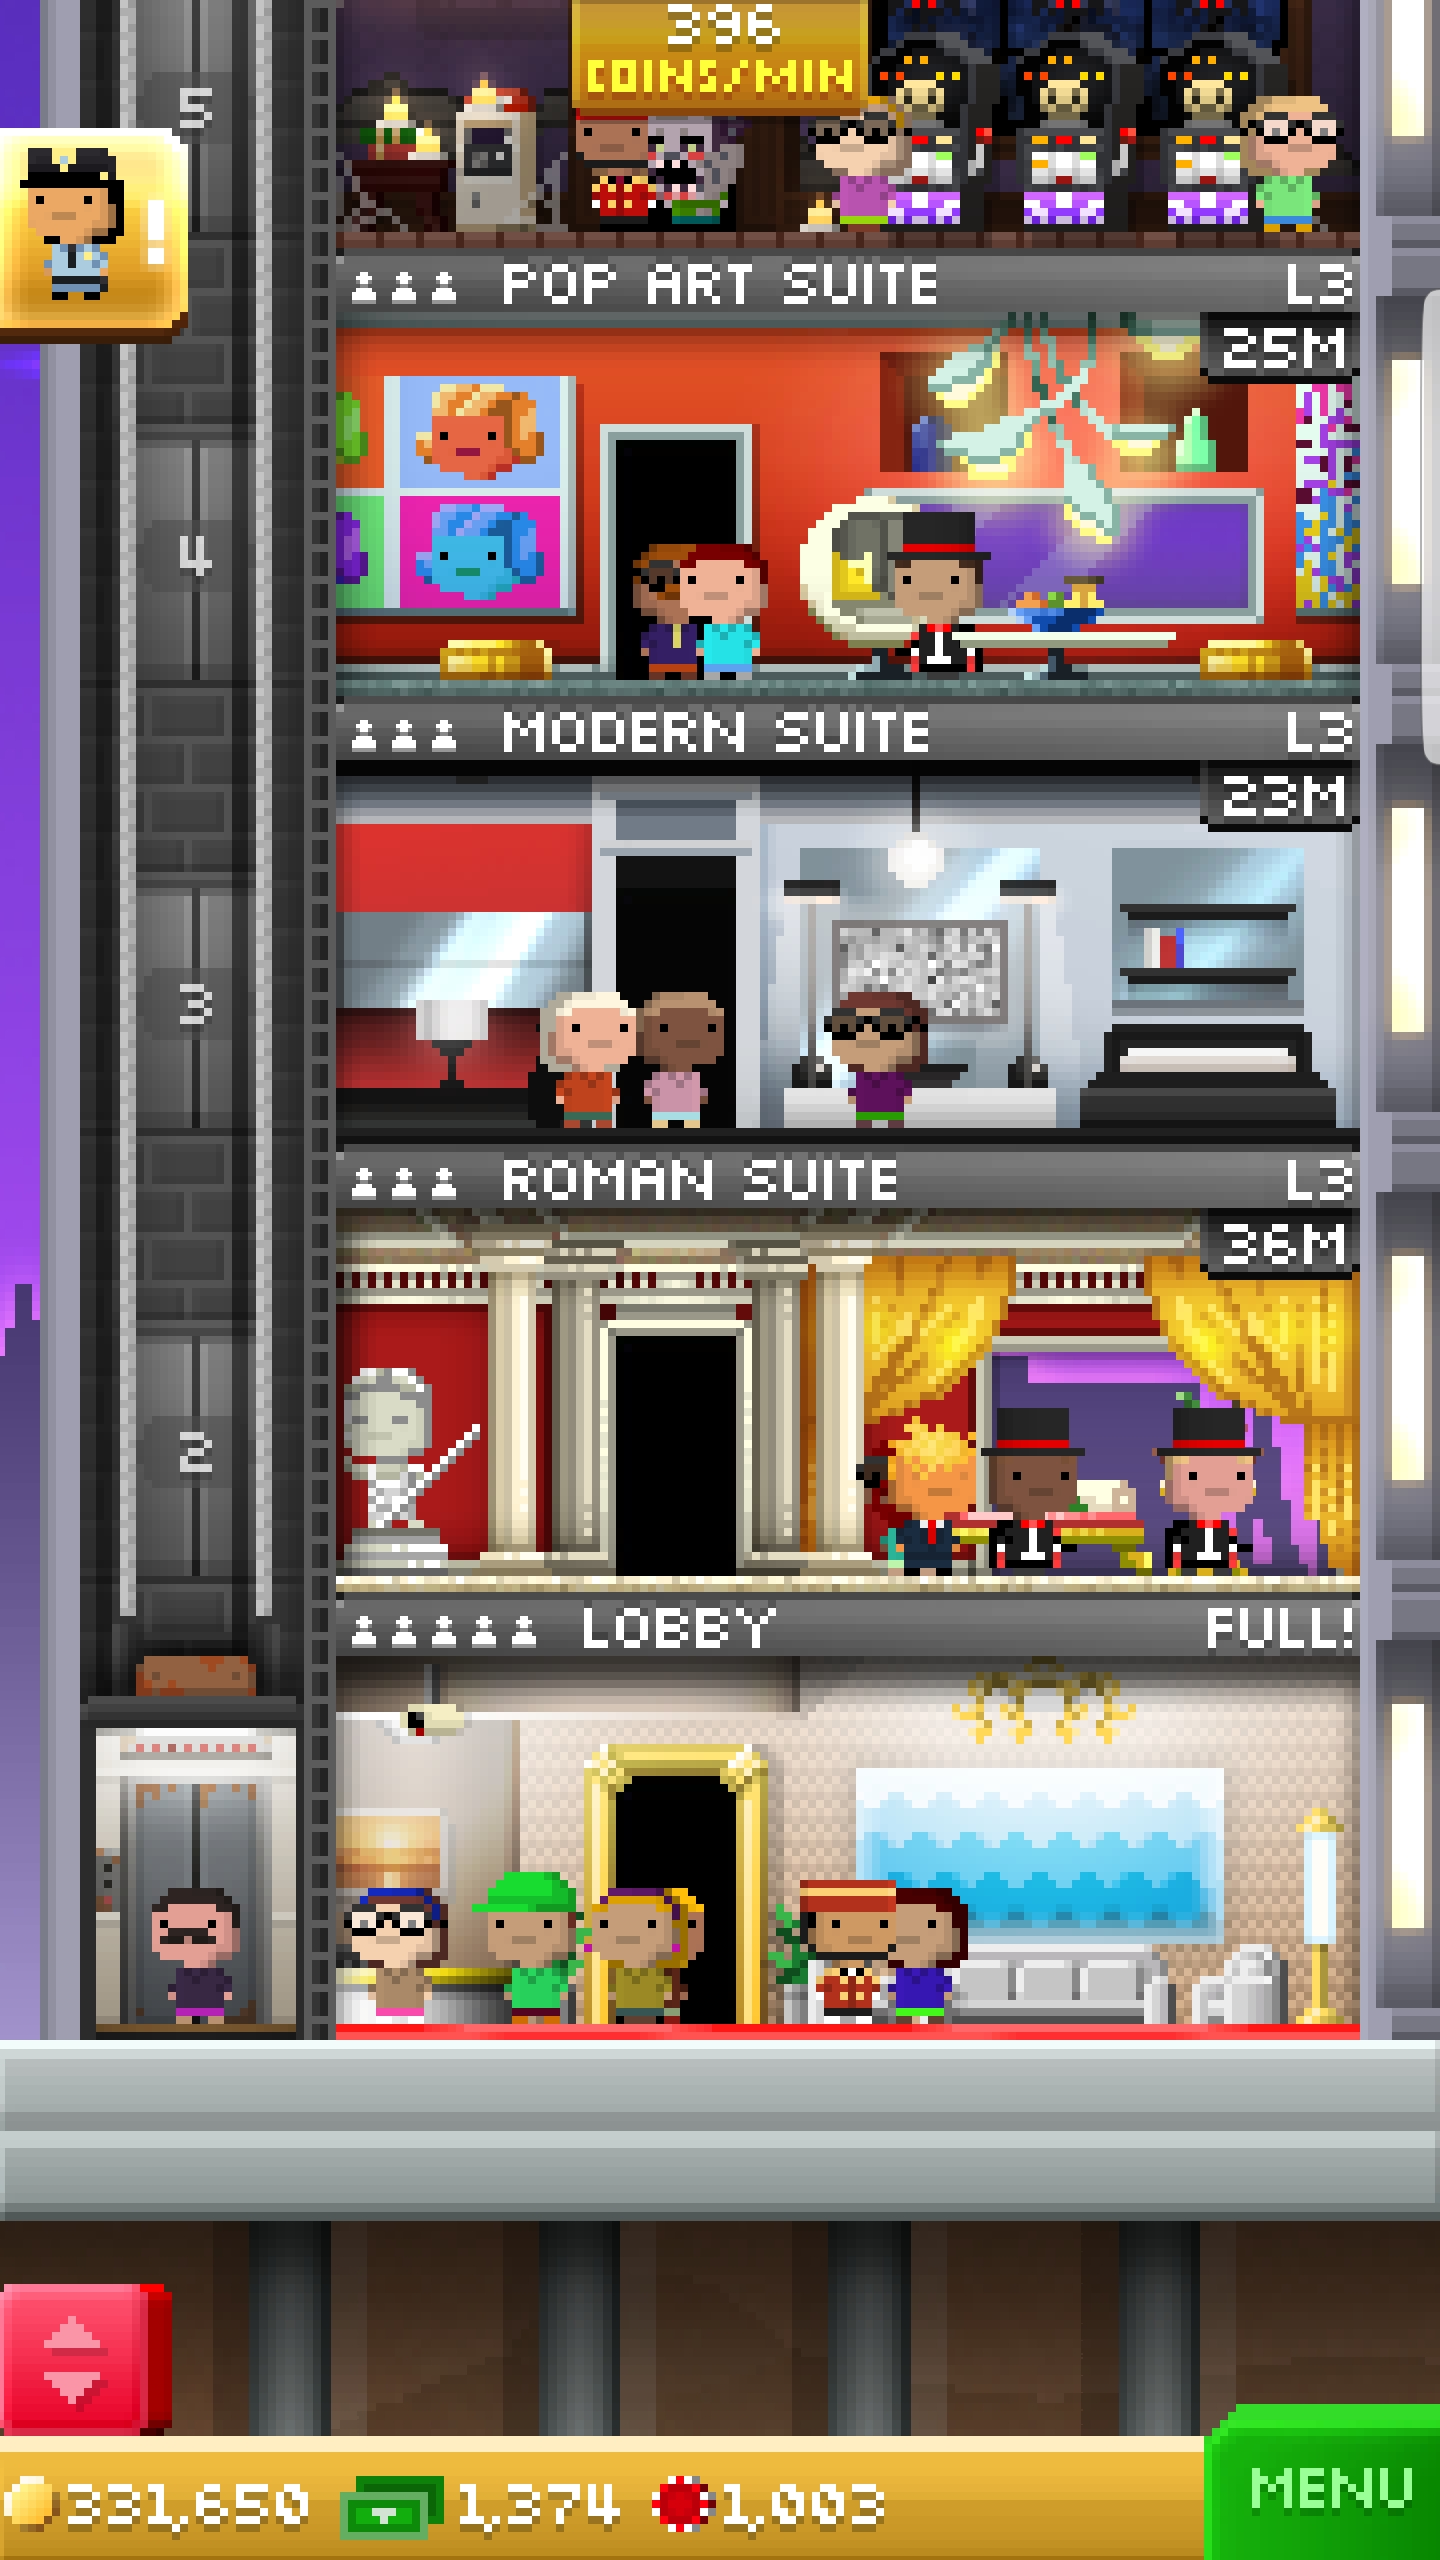 396
COINS/MIN
5
!
POP ART SUITE L3
25M
4
MODERN SUITE L3
23M
3
ROMAN SUITE L3
36M
2
LOBBY FULL!
331,650 1,374 1,003
MENU